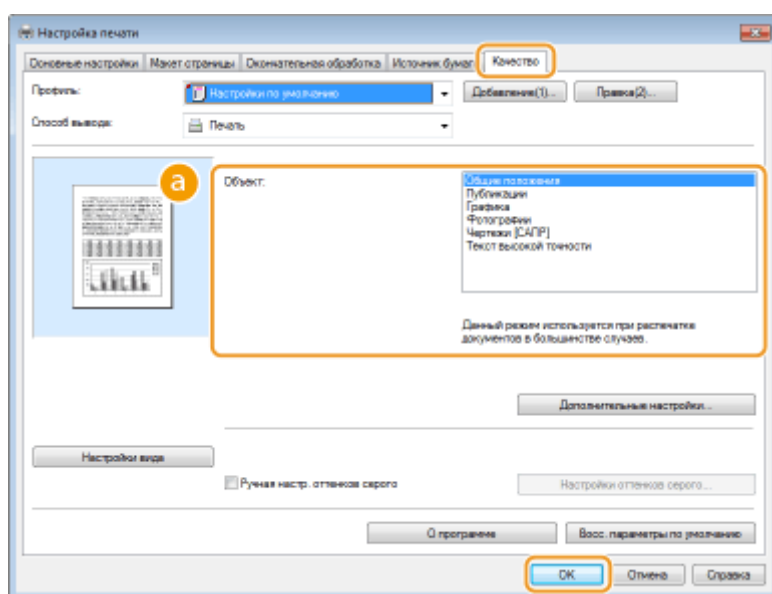 Настройка печати
Основные настройки Макет страницы Окончательная обработка Источник бумаг Качество
Профиль: Настройки по умолчанию Добавление(1)... Правка(2)...
Способ вывода: Печать
a
Объект: Общие положения
Публикации
Графика
Фотографии
Чертежи [САПР]
Текст высокой точности
Данный режим используется при распечатке
документов в большинстве случаев.
Дополнительные настройки...
Настройки вида
Ручная настр. оттенков серого Настройки оттенков серого...
О программе Восс. параметры по умолчанию
OK Отмена Справка